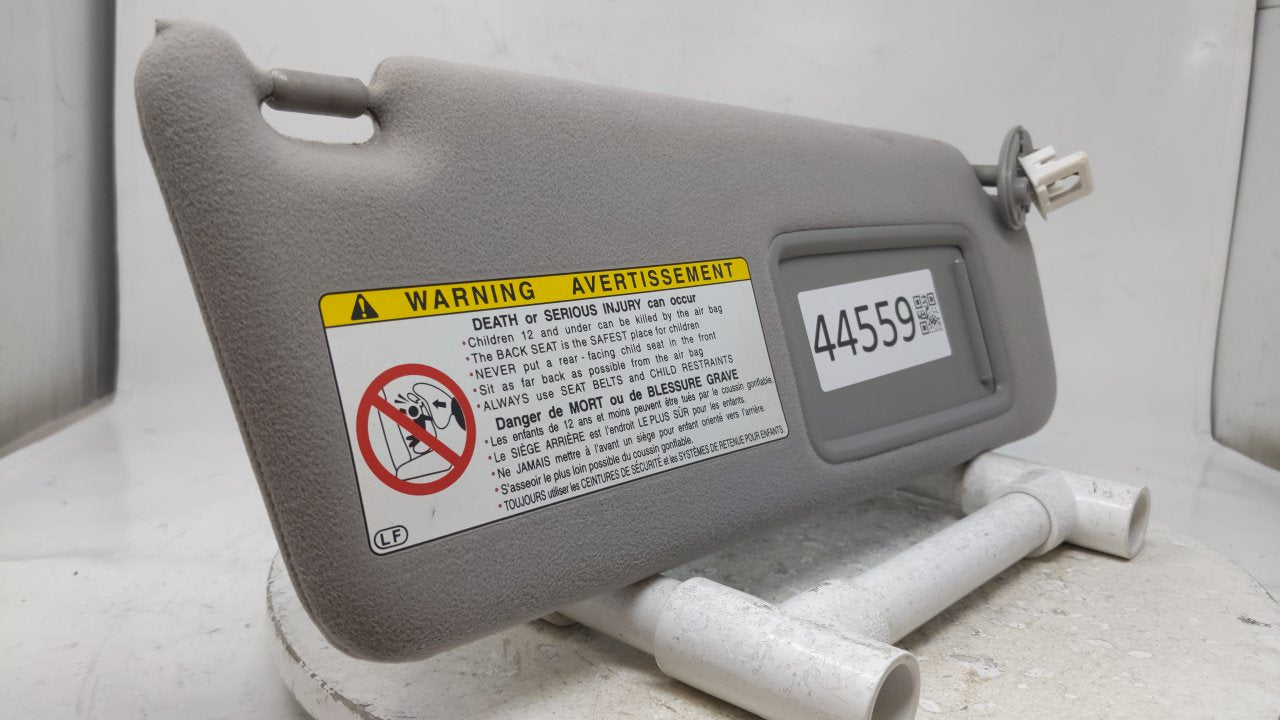 WARNING AVERTISSEMENT
DEATH or SERIOUS INJURY can occur
•Children 12 and under can be killed by the air bag
•The BACK SEAT is the SAFEST place for children
•NEVER put a rear - facing child seat in the front
•Sit as far back as possible from the air bag
•ALWAYS use SEAT BELTS and CHILD RESTRAINTS
Danger de MORT ou de BLESSURE GRAVE
•Les enfants de 12 ans et moins peuvent être tués par le coussin gonflable.
•Le SIÈGE ARRIÈRE est l'endroit LE PLUS SÛR pour les enfants.
•Ne JAMAIS mettre à l'avant un siège pour enfant orienté vers l'arrière.
•S'asseoir le plus loin possible du coussin gonflable.
•TOUJOURS utiliser les CEINTURES DE SÉCURITÉ et les SYSTÈMES DE RETENUE POUR ENFANTS.
LF
44559